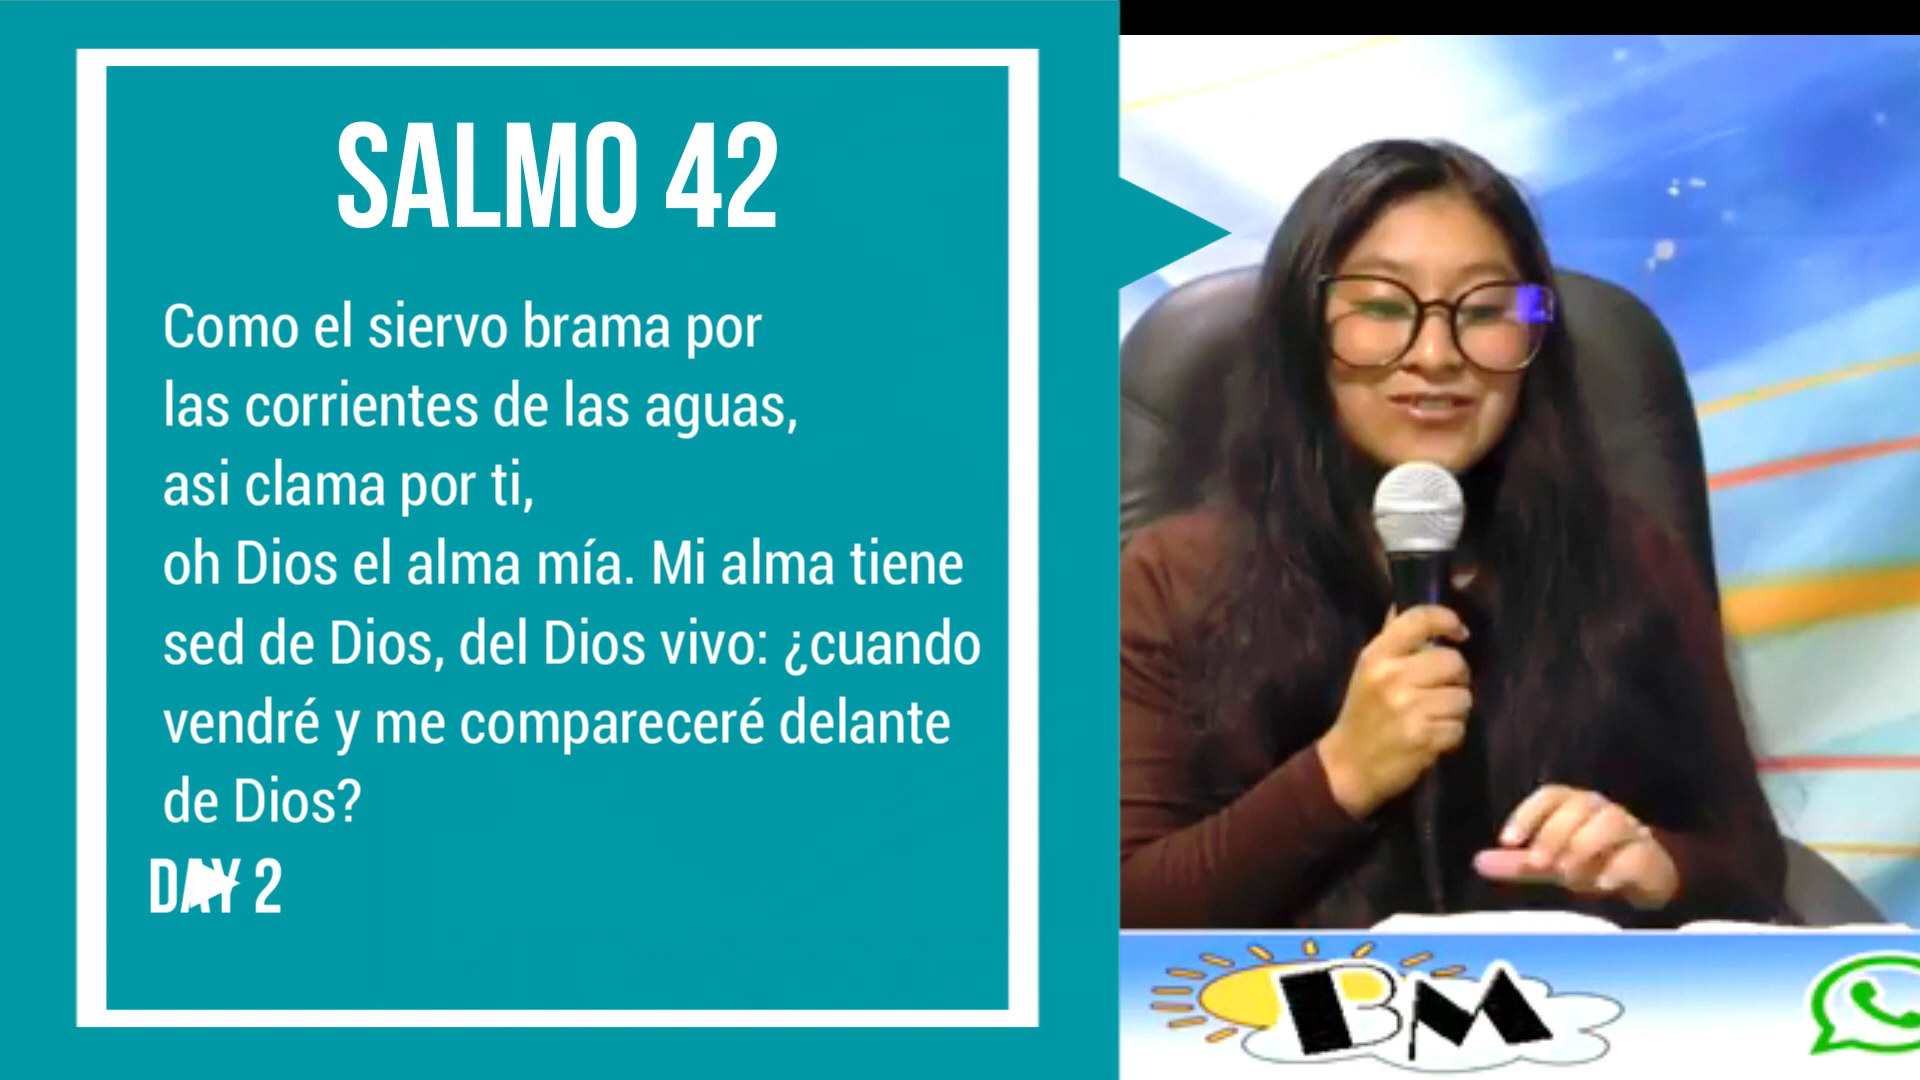 SALMO 42
Como el siervo brama por
las corrientes de las aguas,
asi clama por ti,
oh Dios el alma mía. Mi alma tiene
sed de Dios, del Dios vivo: ¿cuando
vendré y me compareceré delante
de Dios?
DAY 2
BM